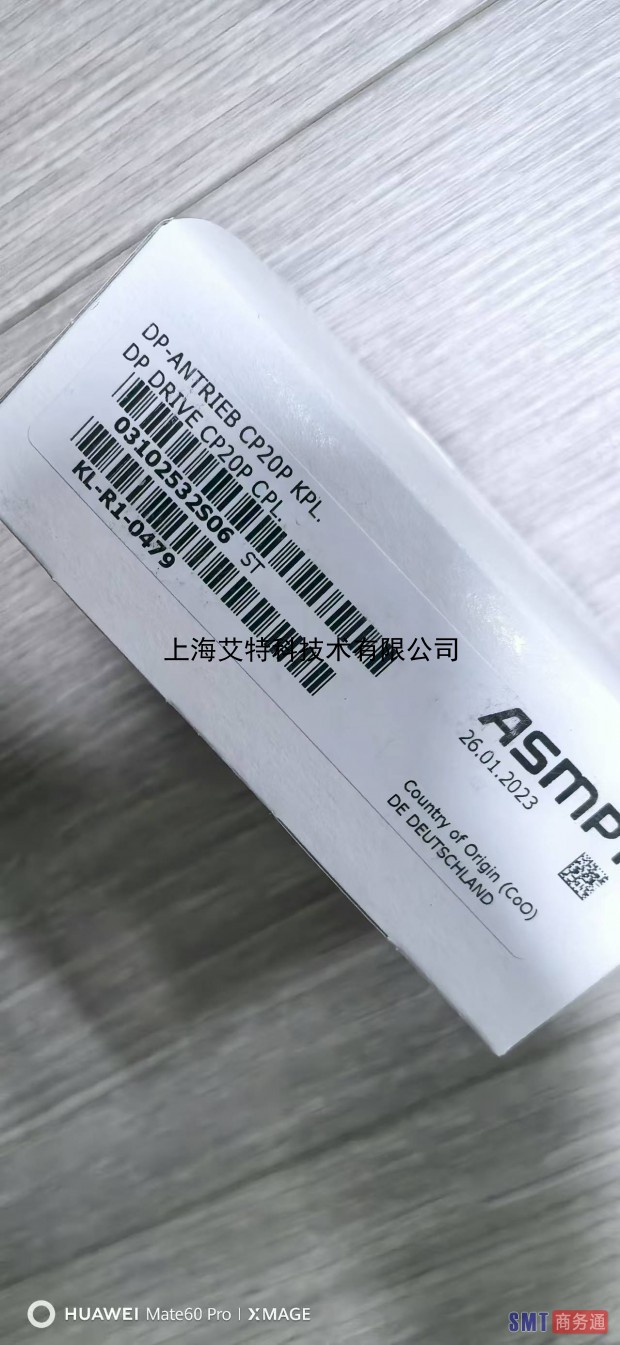 DP-ANTRIEB CP20P KPL.
DP DRIVE CP20P CPL
03102532S06 ST
KL-R1-0479
上海艾特科技术有限公司
ASMP
26.01.2023
Country of Origin (CoO)
DE DEUTSCHLAND
HUAWEI Mate60 Pro | XMAGE
SMT 商务通